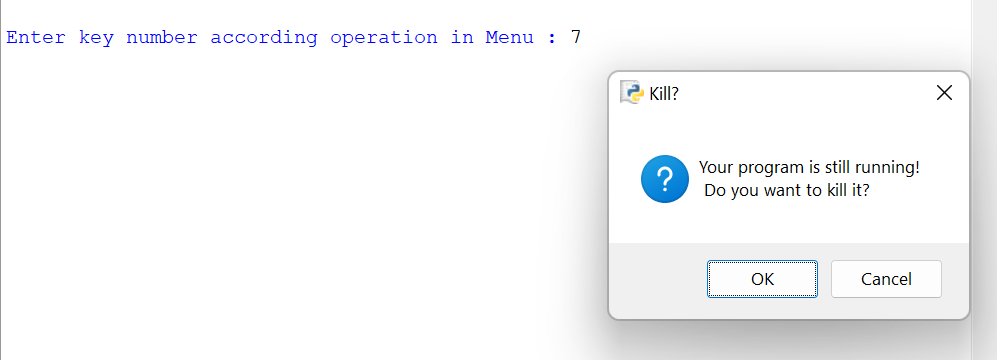 Enter key number according operation in Menu : 7
Kill?
Your program is still running!
Do you want to kill it?
OK
Cancel